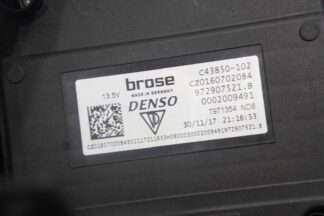 brose
C43850-102
13.5V
MADE IN GERMANY
CZ0160702084
DENSO
972907521.B
0002009491
T971354 ND8
D
30/11/17 21:16:53